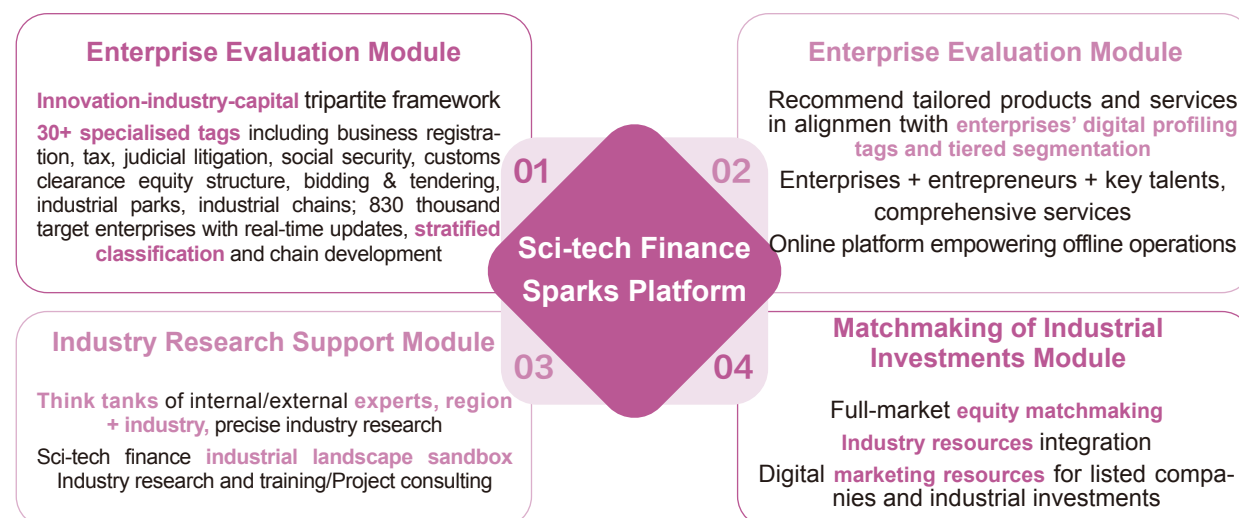 Enterprise Evaluation Module
Innovation-industry-capital tripartite framework
30+ specialised tags including business registra-
tion, tax, judicial litigation, social security, customs
clearance equity structure, bidding & tendering,
industrial parks, industrial chains; 830 thousand
target enterprises with real-time updates, stratified
classification and chain development
01
Enterprise Evaluation Module
Recommend tailored products and services
in alignmen twith enterprises' digital profiling
tags and tiered segmentation
Enterprises + entrepreneurs + key talents,
comprehensive services
Online platform empowering offline operations
02
Sci-tech Finance
Sparks Platform
Industry Research Support Module
Think tanks of internal/external experts, region
+ industry, precise industry research
Sci-tech finance industrial landscape sandbox
Industry research and training/Project consulting
03
Matchmaking of Industrial
Investments Module
Full-market equity matchmaking
Industry resources integration
Digital marketing resources for listed compa-
nies and industrial investments
04